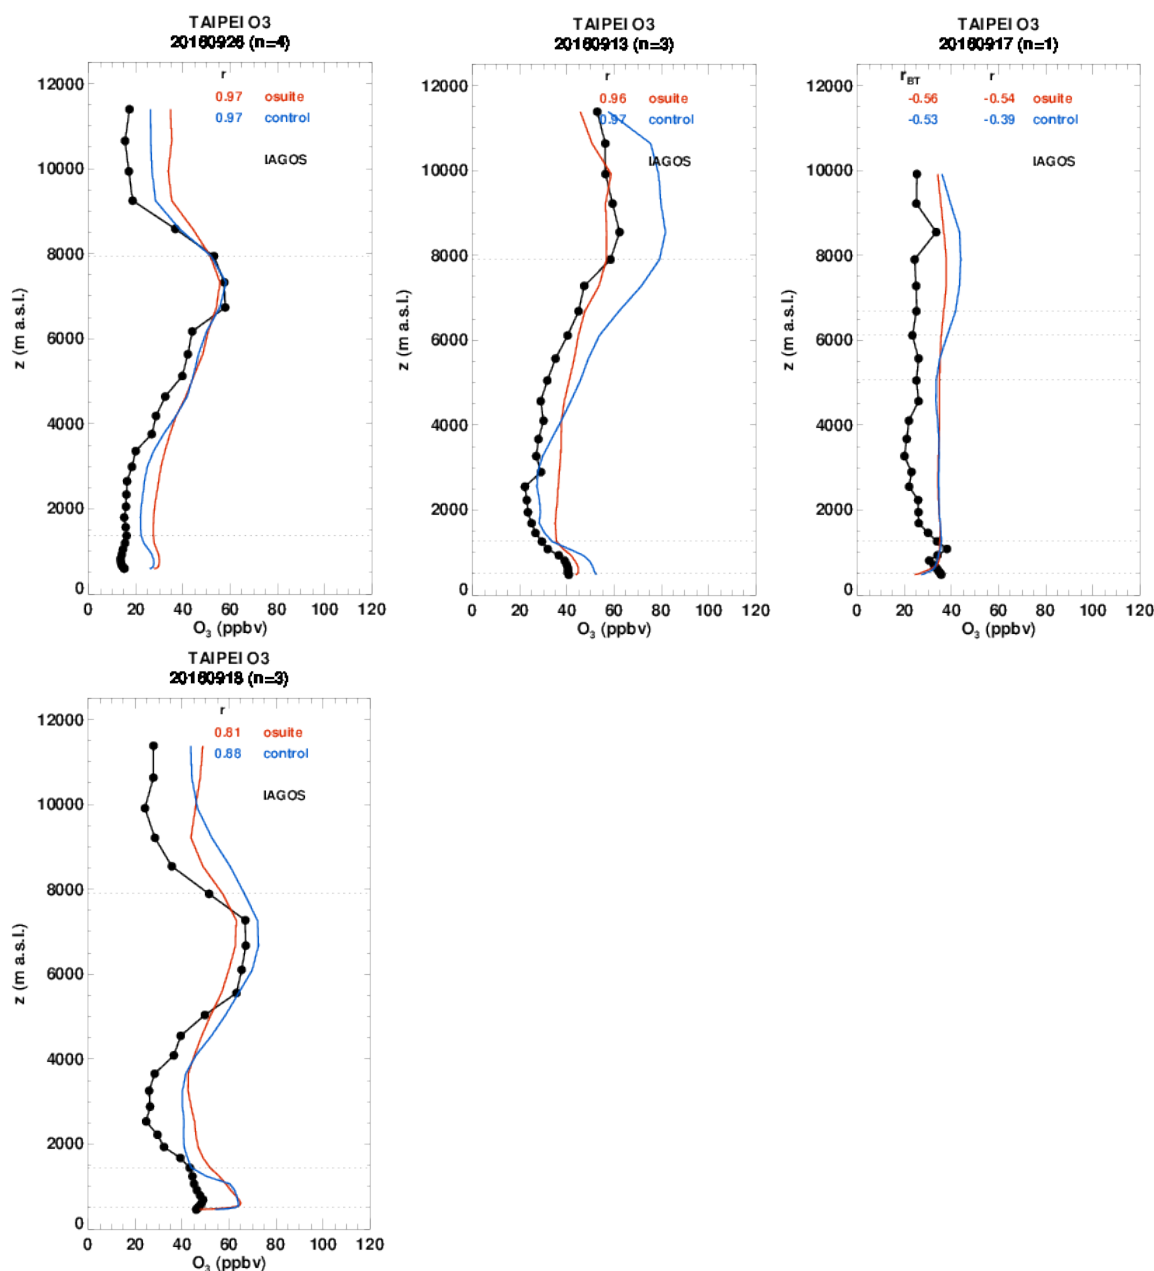 TAIPEI O3
20160926 (n=4)
r
0.97 osuite
0.97 control
IAGOS
12000
10000
8000
6000
4000
2000
0
z (m a.s.l.)
0 20 40 60 80 100 120
O3 (ppbv)
TAIPEI O3
20160913 (n=3)
r
0.96 osuite
0.97 control
IAGOS
12000
10000
8000
6000
4000
2000
0
z (m a.s.l.)
0 20 40 60 80 100 120
O3 (ppbv)
TAIPEI O3
20160917 (n=1)
rBT r
-0.56 -0.54 osuite
-0.53 -0.39 control
IAGOS
12000
10000
8000
6000
4000
2000
0
z (m a.s.l.)
0 20 40 60 80 100 120
O3 (ppbv)
TAIPEI O3
20160918 (n=3)
r
0.81 osuite
0.88 control
IAGOS
12000
10000
8000
6000
4000
2000
0
z (m a.s.l.)
0 20 40 60 80 100 120
O3 (ppbv)